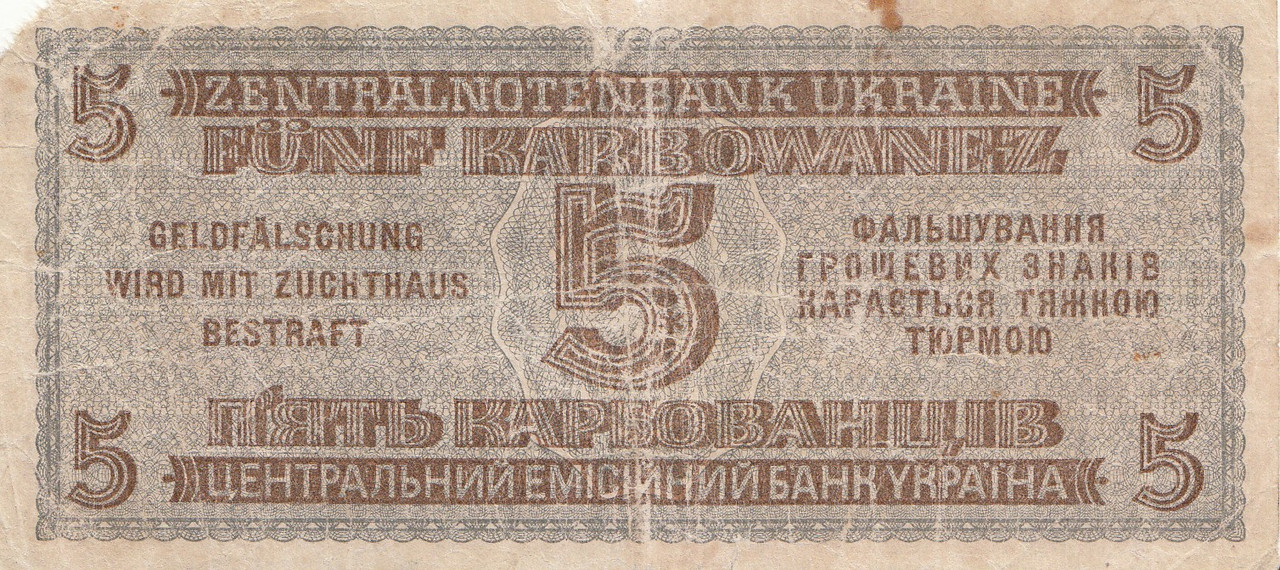 5 ZENTRALNOTENBANK UKRAINE 5
FÜNF KARBOWANEZ
5
GELDFÄLSCHUNG
WIRD MIT ZUCHTHAUS
BESTRAFT
ФАЛЬШУВАННЯ
ГРОШЕВИХ ЗНАКІВ
КАРАЄТЬСЯ ТЯЖКОЮ
ТЮРМОЮ
П'ЯТЬ КАРБОВАНЦІВ
5 ЦЕНТРАЛЬНИЙ ЕМІСІЙНИЙ БАНК УКРАЇНА 5